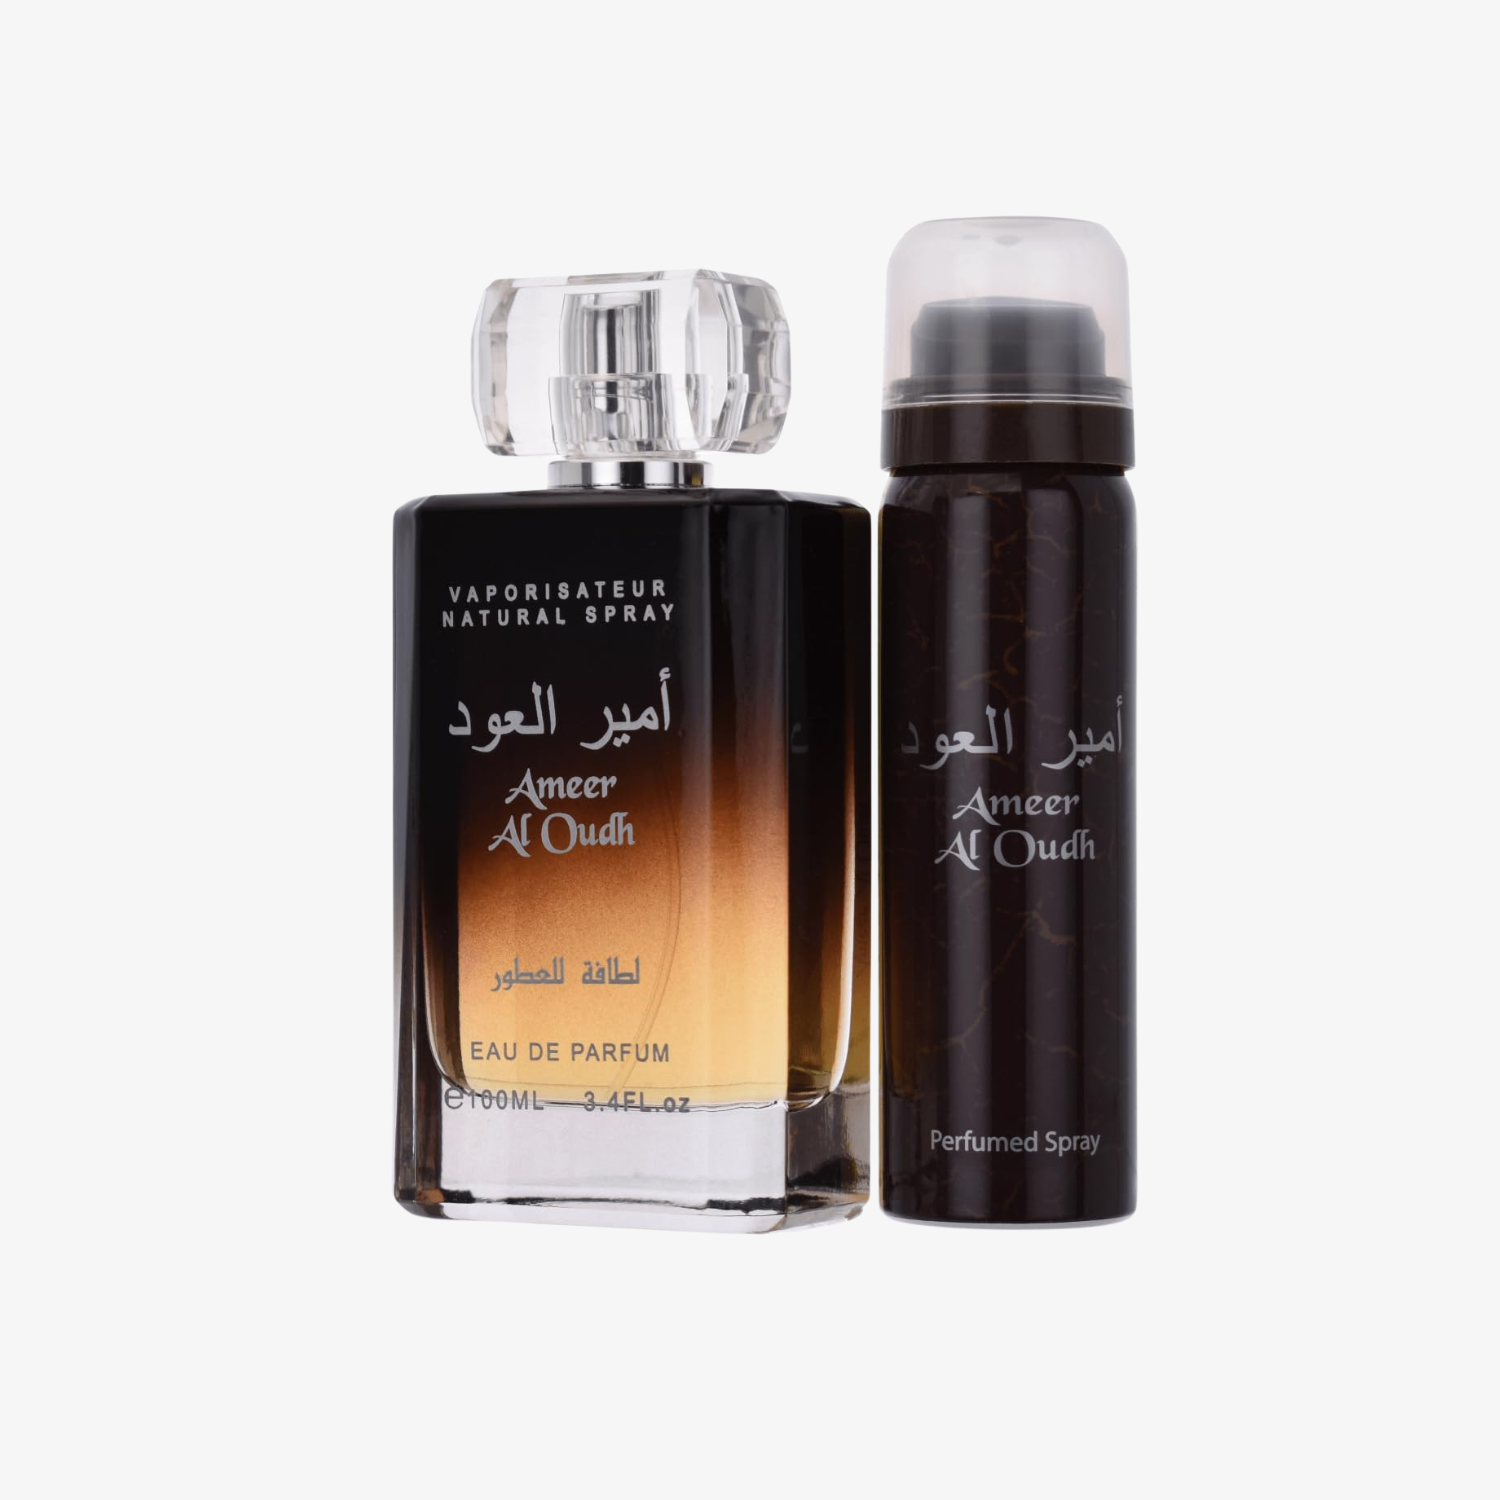 VAPORISATEUR
NATURAL SPRAY
أمير العود
Ameer
Al Oudh
لطافة للعطور
EAU DE PARFUM
e100ML 3.4FL.oz
أمير العود
Ameer
Al Oudh
Perfumed Spray